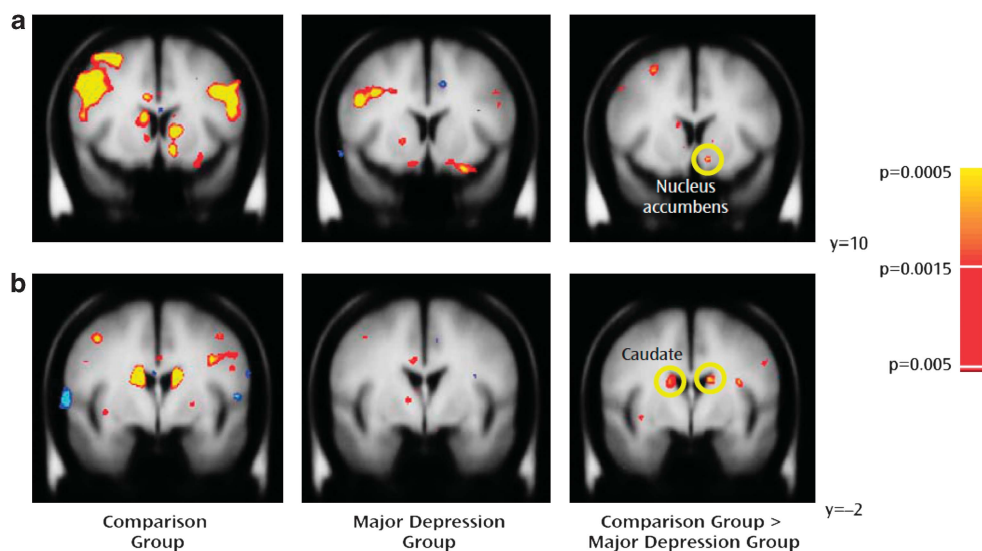 a
Nucleus
accumbens
y=10
p=0.0005
p=0.0015
p=0.005
b
Caudate
y=–2
Comparison
Group
Major Depression
Group
Comparison Group >
Major Depression Group